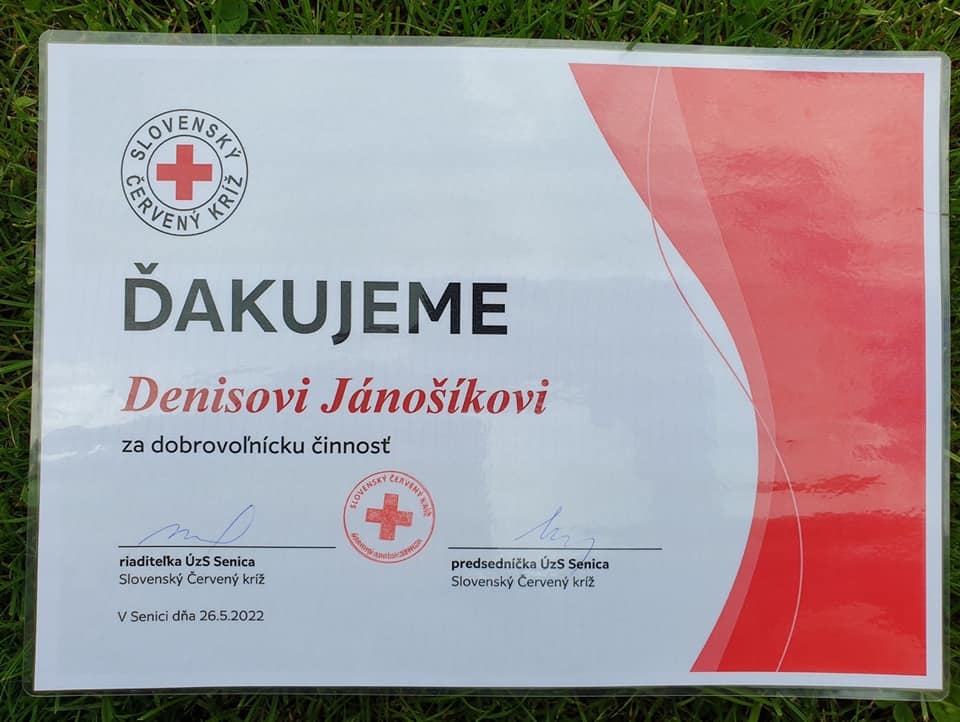 SLOVENSKÝ ČERVENÝ KRÍŽ
ĎAKUJEME
Denisovi Jánošíkovi
za dobrovoľnícku činnosť
SLOVENSKÝ ČERVENÝ KRÍŽ
riaditeľka ÚzS Senica
Slovenský Červený kríž
predsedníčka ÚzS Senica
Slovenský Červený kríž
V Senici dňa 26.5.2022